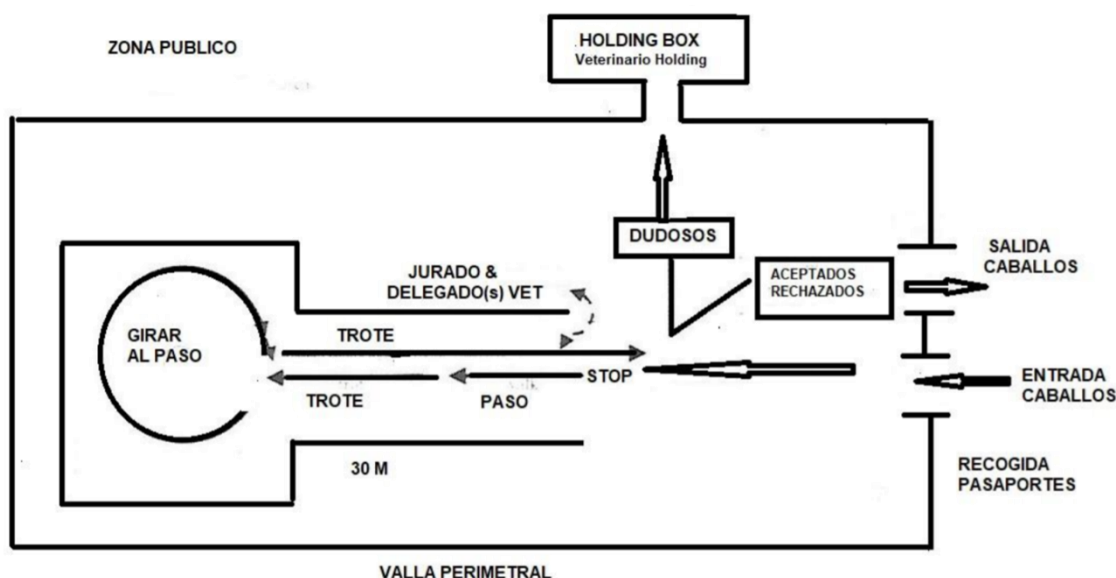 ZONA PUBLICO
HOLDING BOX
Veterinario Holding
DUDOSOS
ACEPTADOS
RECHAZADOS
SALIDA
CABALLOS
JURADO &
DELEGADO(s) VET
GIRAR
AL PASO
TROTE
STOP
TROTE
PASO
ENTRADA
CABALLOS
30 M
RECOGIDA
PASAPORTES
VALLA PERIMETRAL